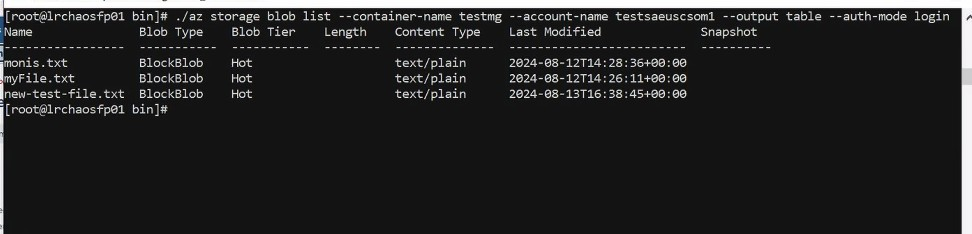 [root@lrchaosfp01 bin]# ./az storage blob list --container-name testmg --account-name testsaeuscsom1 --output table --auth-mode login
Name Blob Type Blob Tier Length Content Type Last Modified Snapshot
---------------- ----------- ----------- -------- -------------- ------------------------- ----------
monis.txt BlockBlob Hot text/plain 2024-08-12T14:28:36+00:00
myFile.txt BlockBlob Hot text/plain 2024-08-12T14:26:11+00:00
new-test-file.txt BlockBlob Hot text/plain 2024-08-13T16:38:45+00:00
[root@lrchaosfp01 bin]#